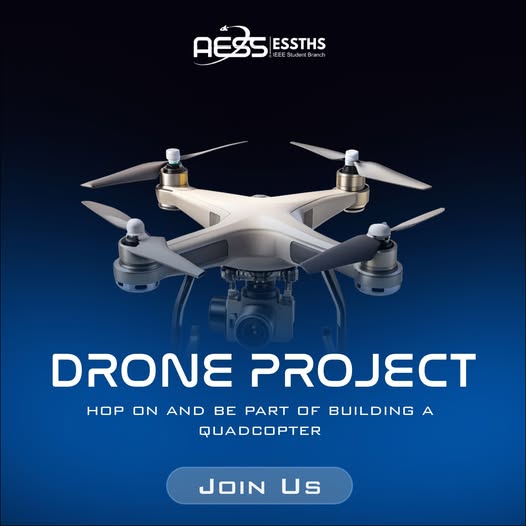 AESS ESSTHS
IEEE Student Branch
DRONE PROJECT
HOP ON AND BE PART OF BUILDING A
QUADCOPTER
JOIN US